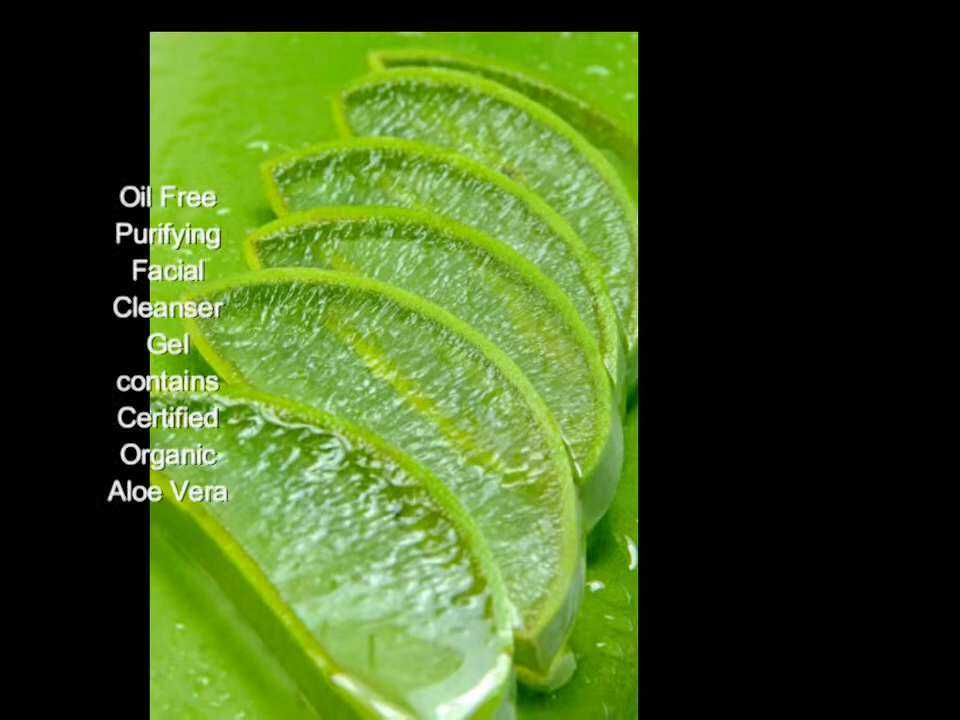 Oil Free
Purifying
Facial
Cleanser
Gel
contains
Certified
Organic
Aloe Vera